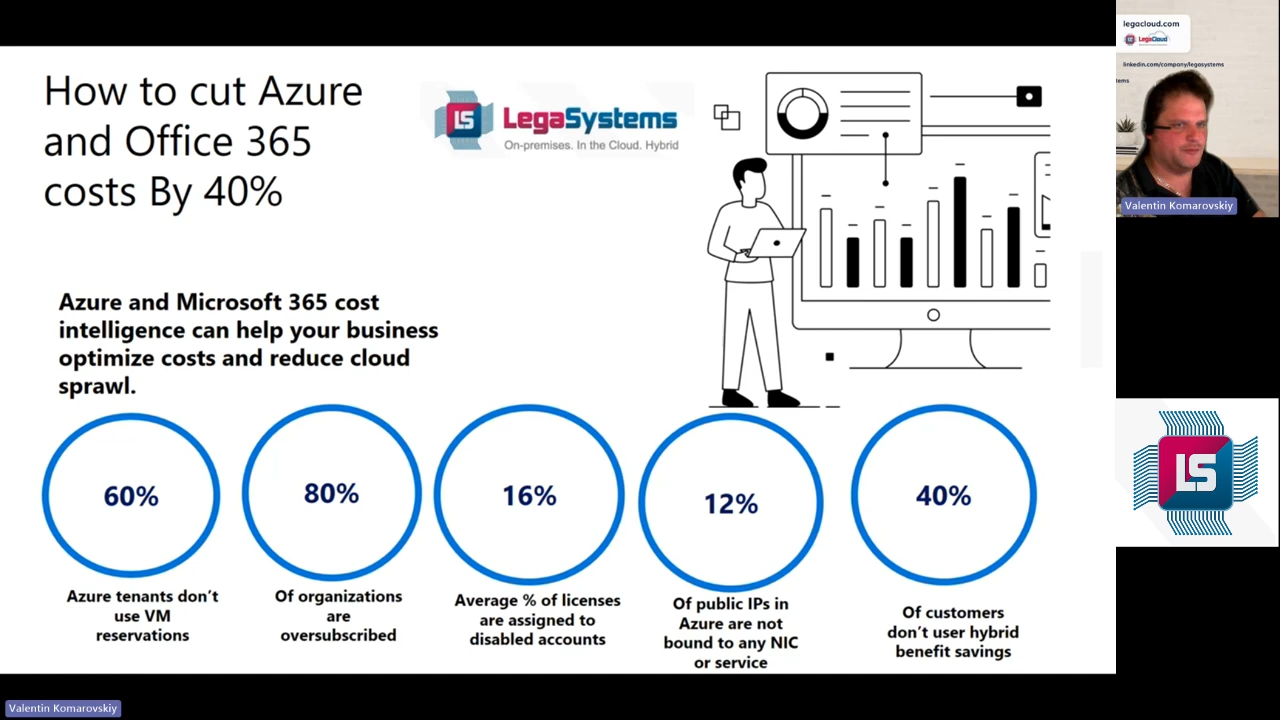 How to cut Azure
and Office 365
costs By 40%
LS
LegaSystems
On-premises. In the Cloud. Hybrid
Azure and Microsoft 365 cost
intelligence can help your business
optimize costs and reduce cloud
sprawl.
60%
Azure tenants don't
use VM
reservations
80%
Of organizations
are
oversubscribed
16%
Average % of licenses
are assigned to
disabled accounts
12%
Of public IPs in
Azure are not
bound to any NIC
or service
40%
Of customers
don't user hybrid
benefit savings
legacloud.com
LegaCloud
linkedin.com/company/legasystems
tems
Valentin Komarovskiy
LS
Valentin Komarovskiy